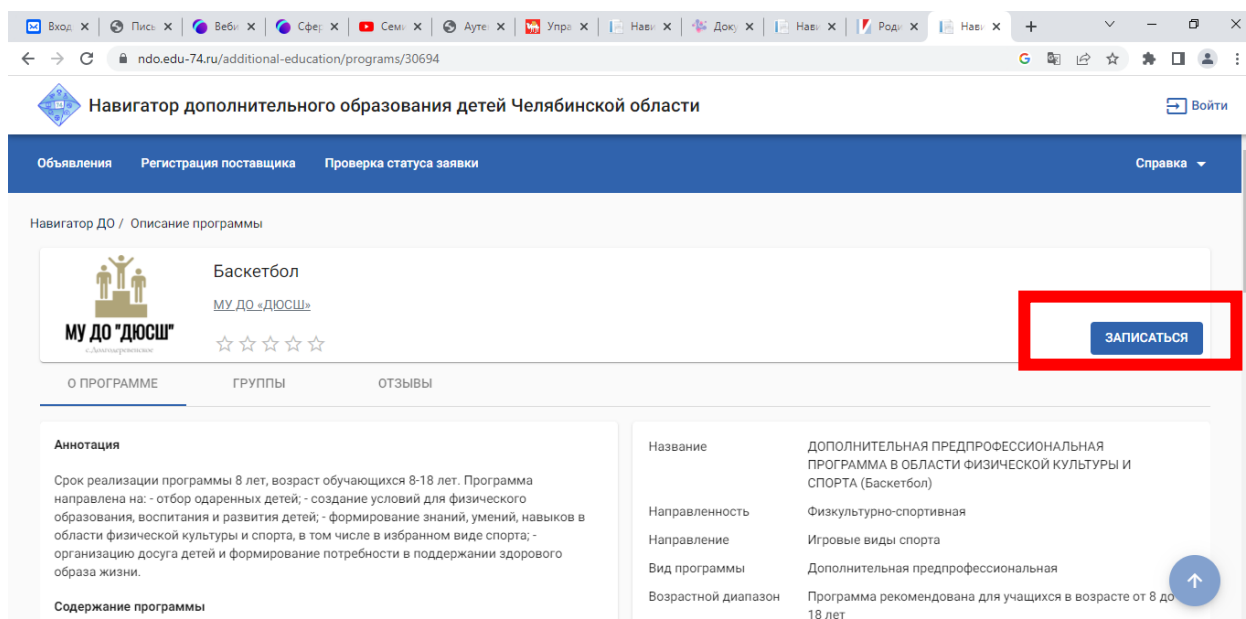 Вход
Пись
Веби
Сфер
Семи
Аутен
Упра
Нави
Доку
Нави
Роди
Нави
ndo.edu-74.ru/additional-education/programs/30694
Навигатор дополнительного образования детей Челябинской области
Войти
Объявления Регистрация поставщика Проверка статуса заявки Справка
Навигатор ДО / Описание программы
Баскетбол
МУ ДО «ДЮСШ»
МУ ДО "ДЮСШ"
ЗАПИСАТЬСЯ
О ПРОГРАММЕ ГРУППЫ ОТЗЫВЫ
Аннотация
Срок реализации программы 8 лет, возраст обучающихся 8-18 лет. Программа
направлена на: - отбор одаренных детей; - создание условий для физического
образования, воспитания и развития детей; - формирование знаний, умений, навыков в
области физической культуры и спорта, в том числе в избранном виде спорта; -
организацию досуга детей и формирование потребности в поддержании здорового
образа жизни.
Содержание программы
Название ДОПОЛНИТЕЛЬНАЯ ПРЕДПРОФЕССИОНАЛЬНАЯ
ПРОГРАММА В ОБЛАСТИ ФИЗИЧЕСКОЙ КУЛЬТУРЫ И
СПОРТА (Баскетбол)
Направленность Физкультурно-спортивная
Направление Игровые виды спорта
Вид программы Дополнительная предпрофессиональная
Возрастной диапазон Программа рекомендована для учащихся в возрасте от 8 до
18 лет